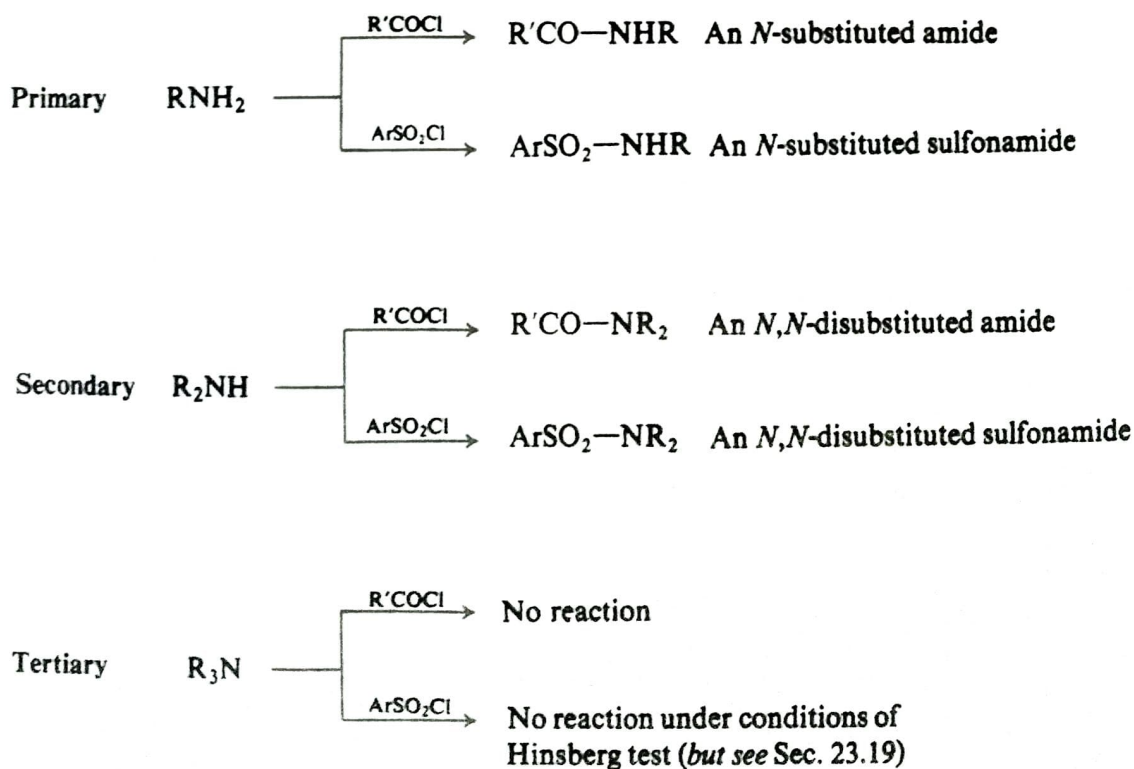 R′COCl
R′CO—NHR An N-substituted amide
Primary RNH₂
ArSO₂Cl
ArSO₂—NHR An N-substituted sulfonamide
R′COCl
R′CO—NR₂ An N,N-disubstituted amide
Secondary R₂NH
ArSO₂Cl
ArSO₂—NR₂ An N,N-disubstituted sulfonamide
R′COCl
No reaction
Tertiary R₃N
ArSO₂Cl
No reaction under conditions of
Hinsberg test (but see Sec. 23.19)